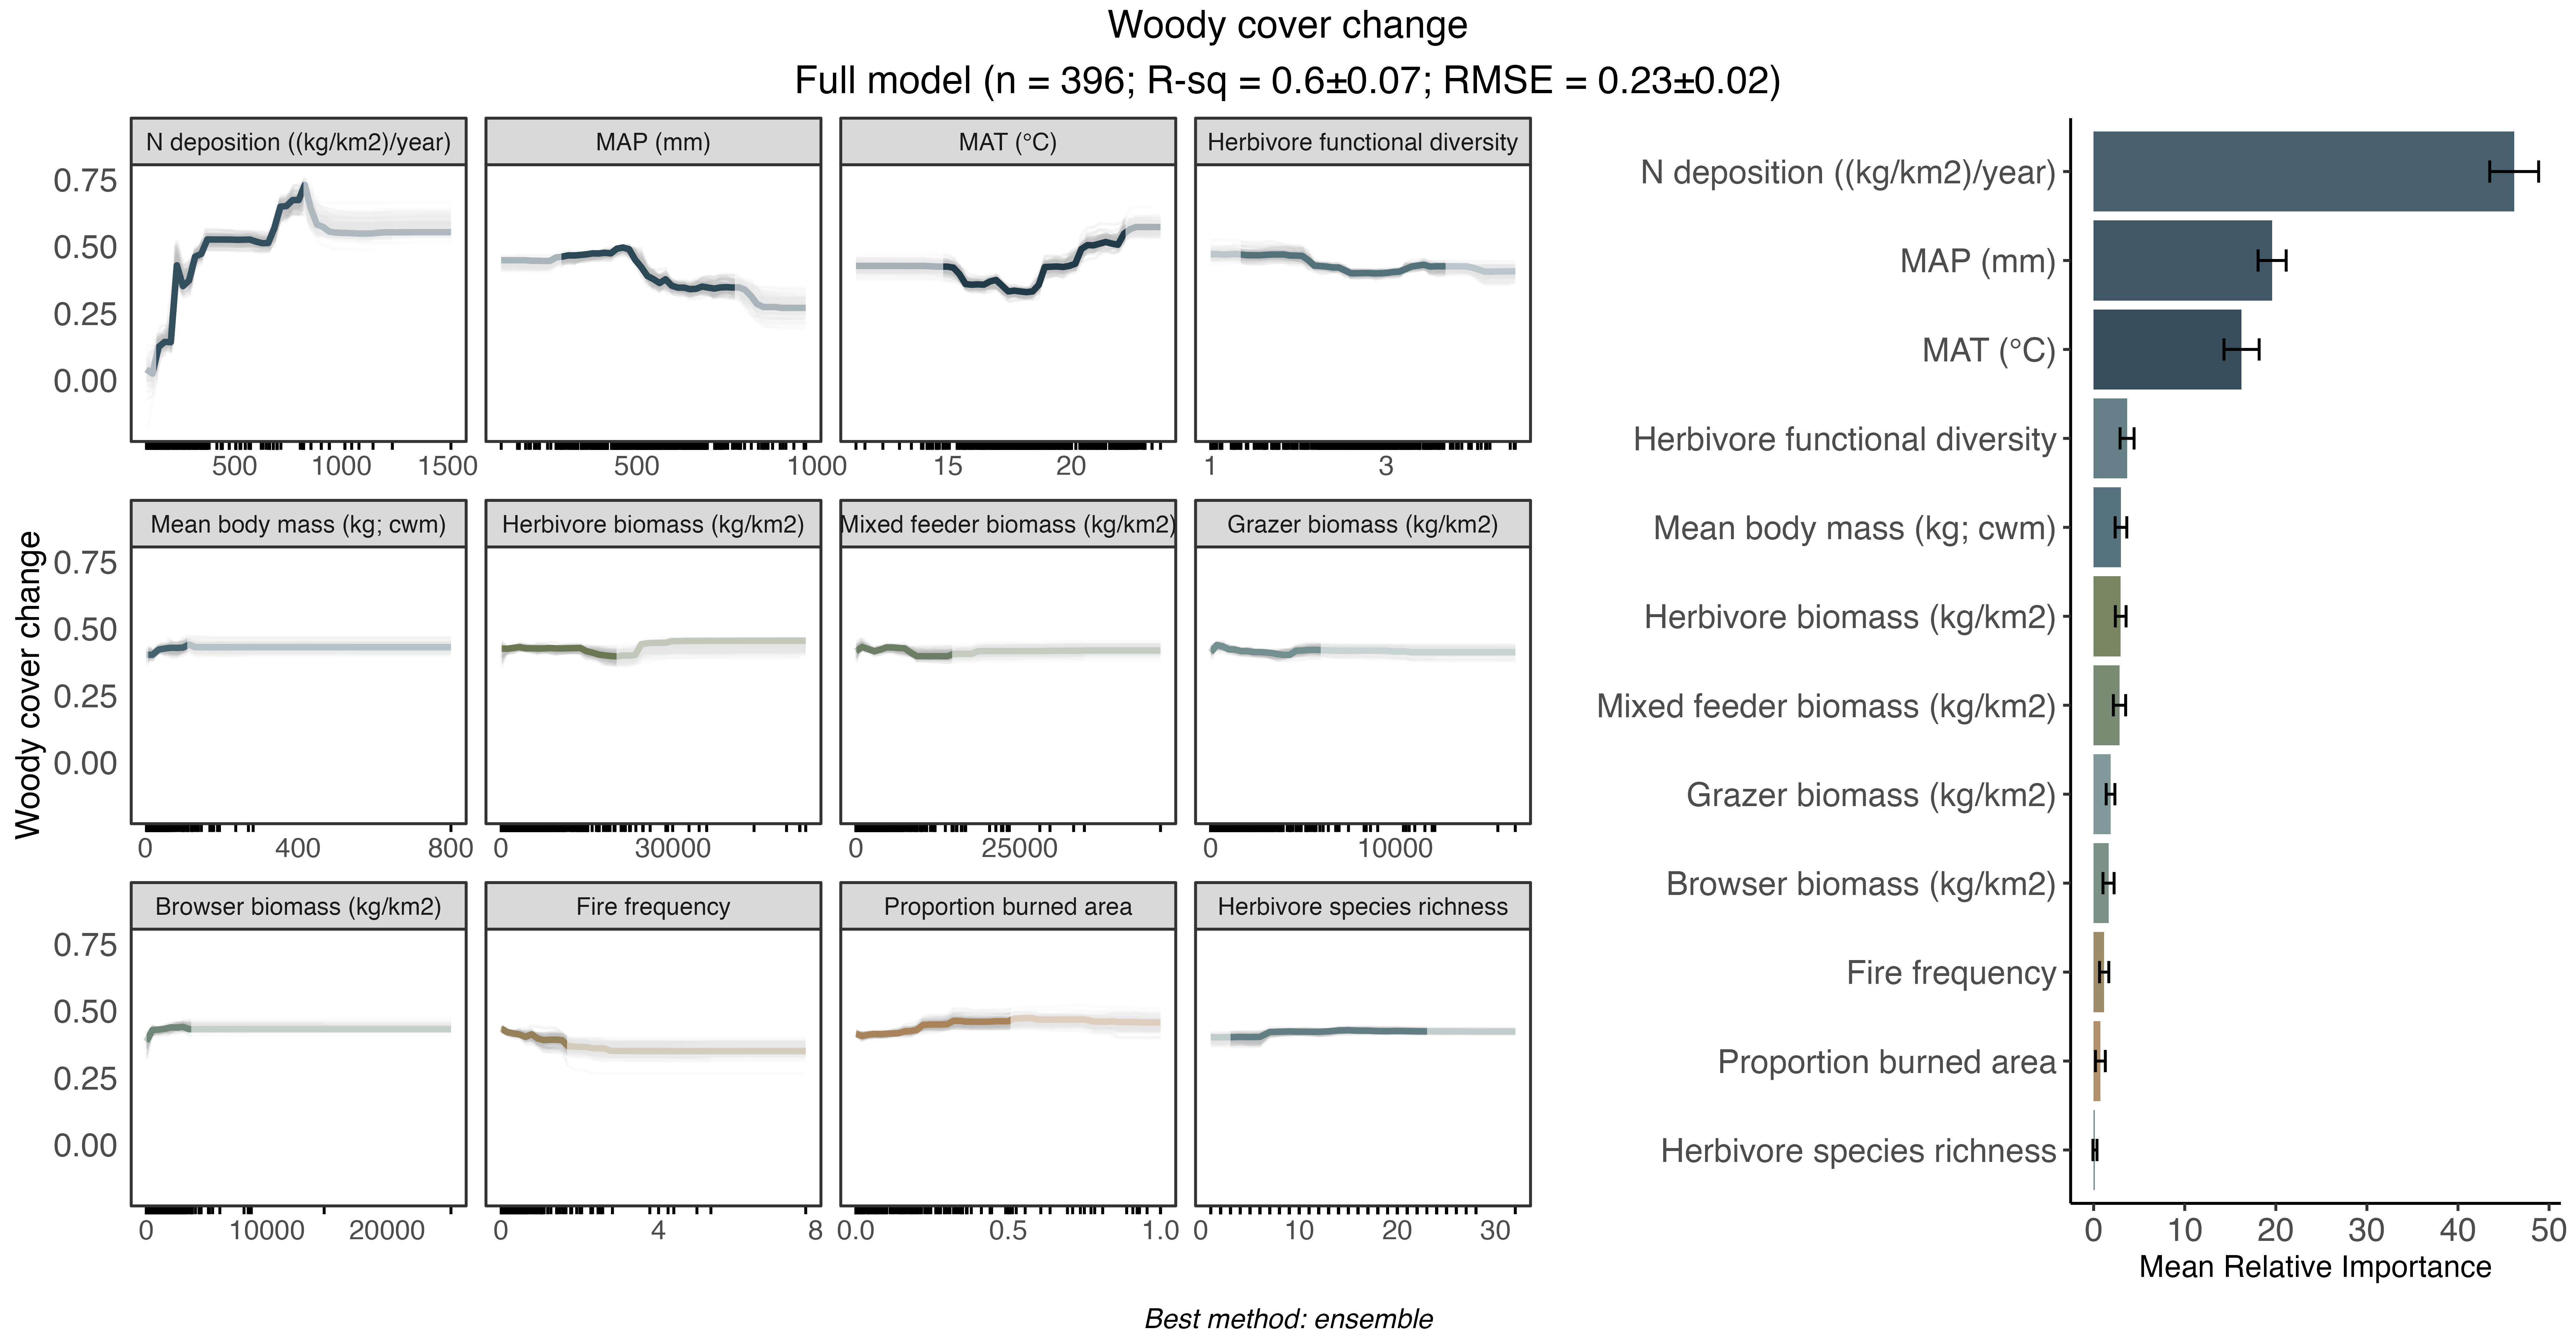 Woody cover change
Full model (n = 396; R-sq = 0.6±0.07; RMSE = 0.23±0.02)
N deposition ((kg/km2)/year)
MAP (mm)
MAT (°C)
Herbivore functional diversity
0.75
0.50
0.25
0.00
500 1000 1500
500 1000
15 20
1 3
Mean body mass (kg; cwm)
Herbivore biomass (kg/km2)
Mixed feeder biomass (kg/km2)
Grazer biomass (kg/km2)
Woody cover change
0.75
0.50
0.25
0.00
0 400 800
0 30000
0 25000
0 10000
Browser biomass (kg/km2)
Fire frequency
Proportion burned area
Herbivore species richness
0.75
0.50
0.25
0.00
0 10000 20000
0 4 8
0.0 0.5 1.0
0 10 20 30
N deposition ((kg/km2)/year)
MAP (mm)
MAT (°C)
Herbivore functional diversity
Mean body mass (kg; cwm)
Herbivore biomass (kg/km2)
Mixed feeder biomass (kg/km2)
Grazer biomass (kg/km2)
Browser biomass (kg/km2)
Fire frequency
Proportion burned area
Herbivore species richness
0 10 20 30 40 50
Mean Relative Importance
Best method: ensemble